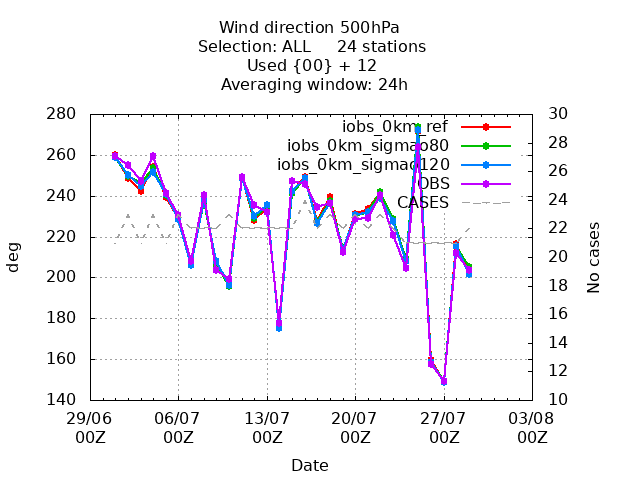 Wind direction 500hPa
Selection: ALL 24 stations
Used {00} + 12
Averaging window: 24h
280
260
240
220
200
180
160
140
deg
30
28
26
24
22
20
18
16
14
12
10
No cases
iobs_0km_ref
iobs_0km_sigmao80
iobs_0km_sigmao120
OBS
CASES
29/06 06/07 13/07 20/07 27/07 03/08
00Z 00Z 00Z 00Z 00Z 00Z
Date